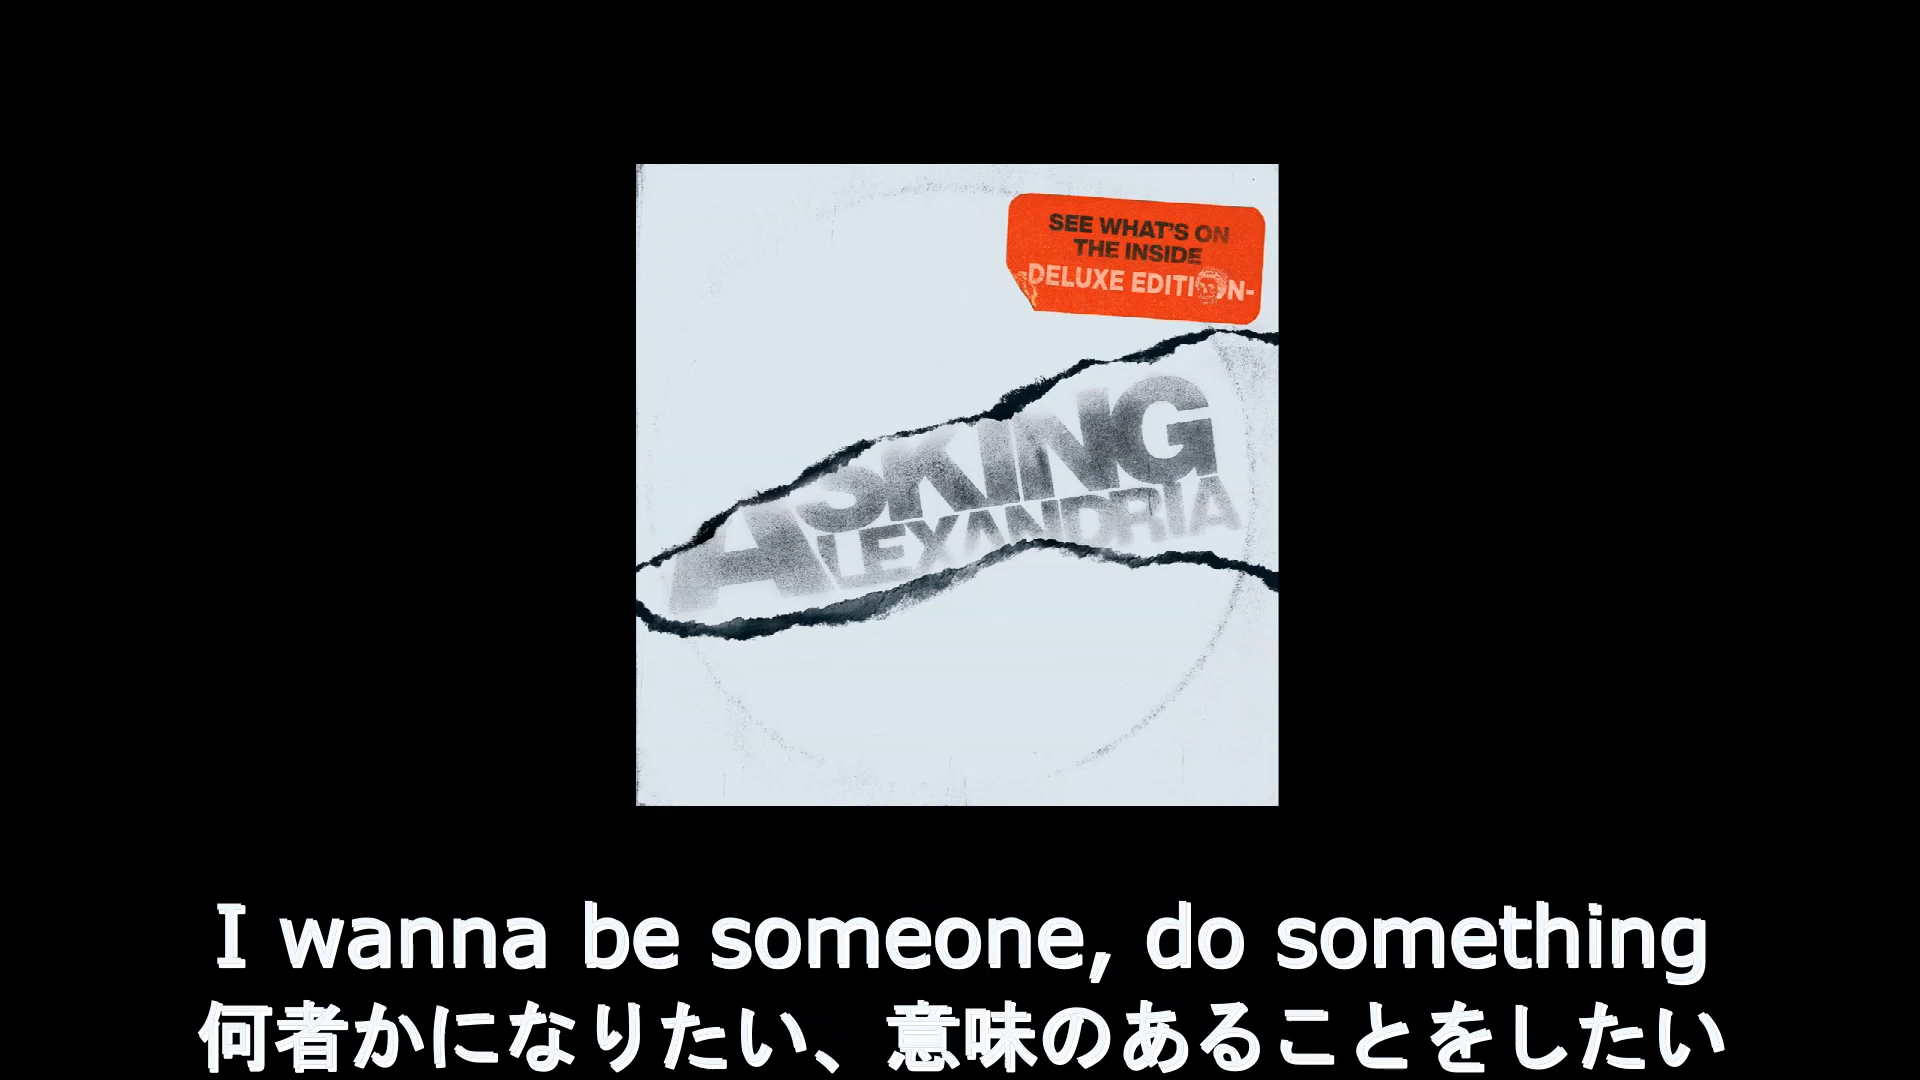 SEE WHAT'S ON
THE INSIDE
-DELUXE EDITION-
ASKING
ALEXANDRIA
I wanna be someone, do something
何者かになりたい、意味のあることをしたい